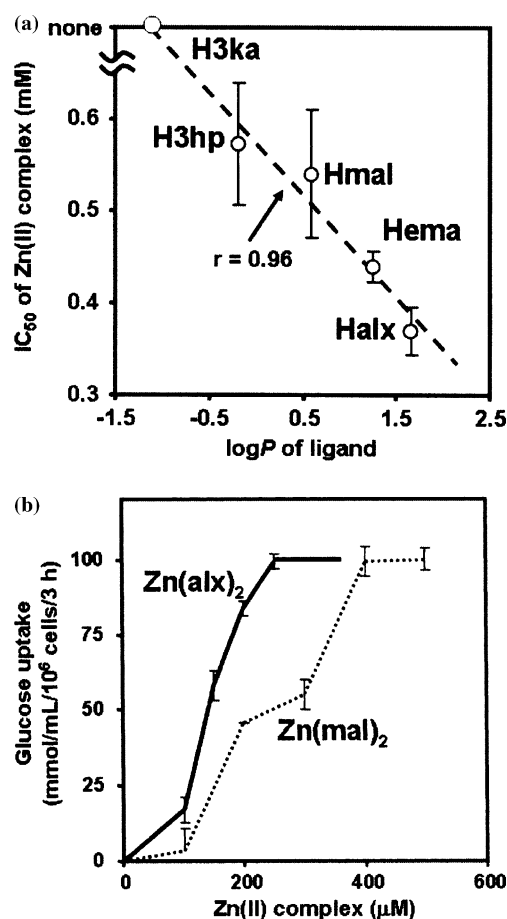 (a)
none
0.6
0.5
0.4
0.3
IC50 of Zn(II) complex (mM)
H3ka
H3hp
Hmal
Hema
Halx
r = 0.96
-1.5
-0.5
0.5
1.5
2.5
logP of ligand
(b)
100
75
50
25
0
Glucose uptake
(mmol/mL/10⁶ cells/3 h)
Zn(alx)₂
Zn(mal)₂
0
200
400
600
Zn(II) complex (μM)